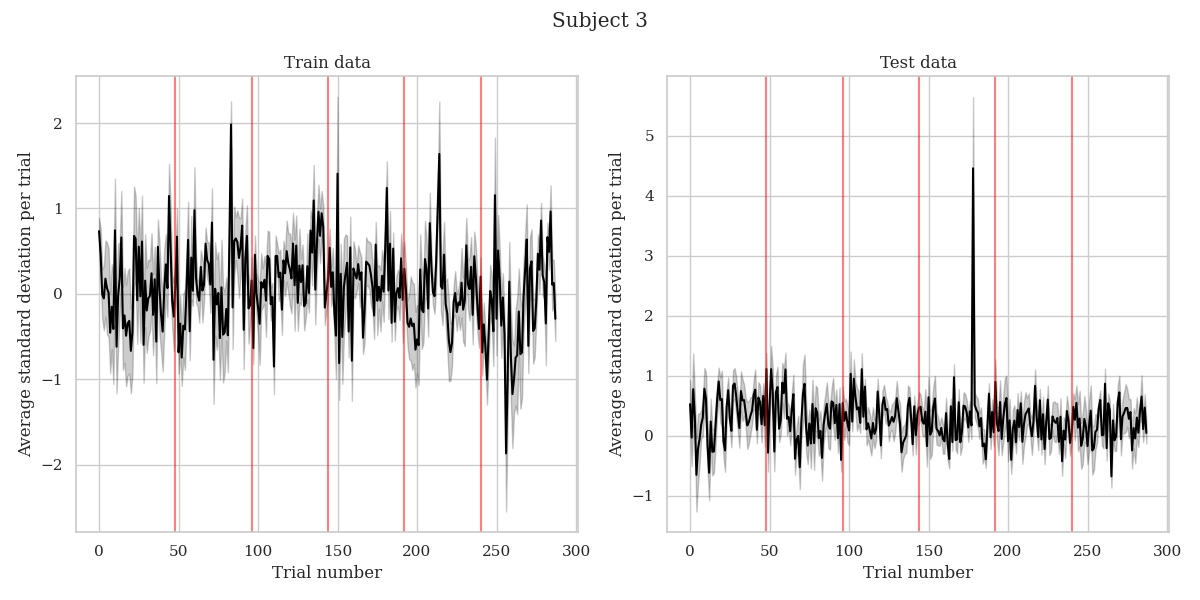 Subject 3
Train data
Average standard deviation per trial
2
1
0
−1
−2
0 50 100 150 200 250 300
Trial number
Test data
Average standard deviation per trial
5
4
3
2
1
0
−1
0 50 100 150 200 250 300
Trial number